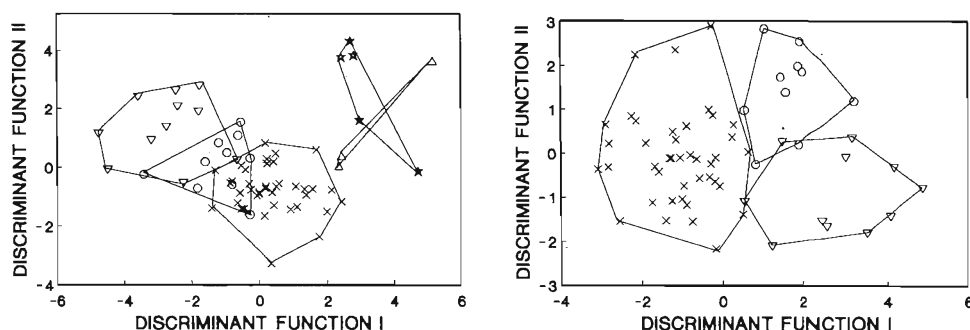 DISCRIMINANT FUNCTION II
4
2
0
-2
-4
-6 -4 -2 0 2 4 6
DISCRIMINANT FUNCTION I
DISCRIMINANT FUNCTION II
3
2
1
0
-1
-2
-3
-4 -2 0 2 4 6
DISCRIMINANT FUNCTION I